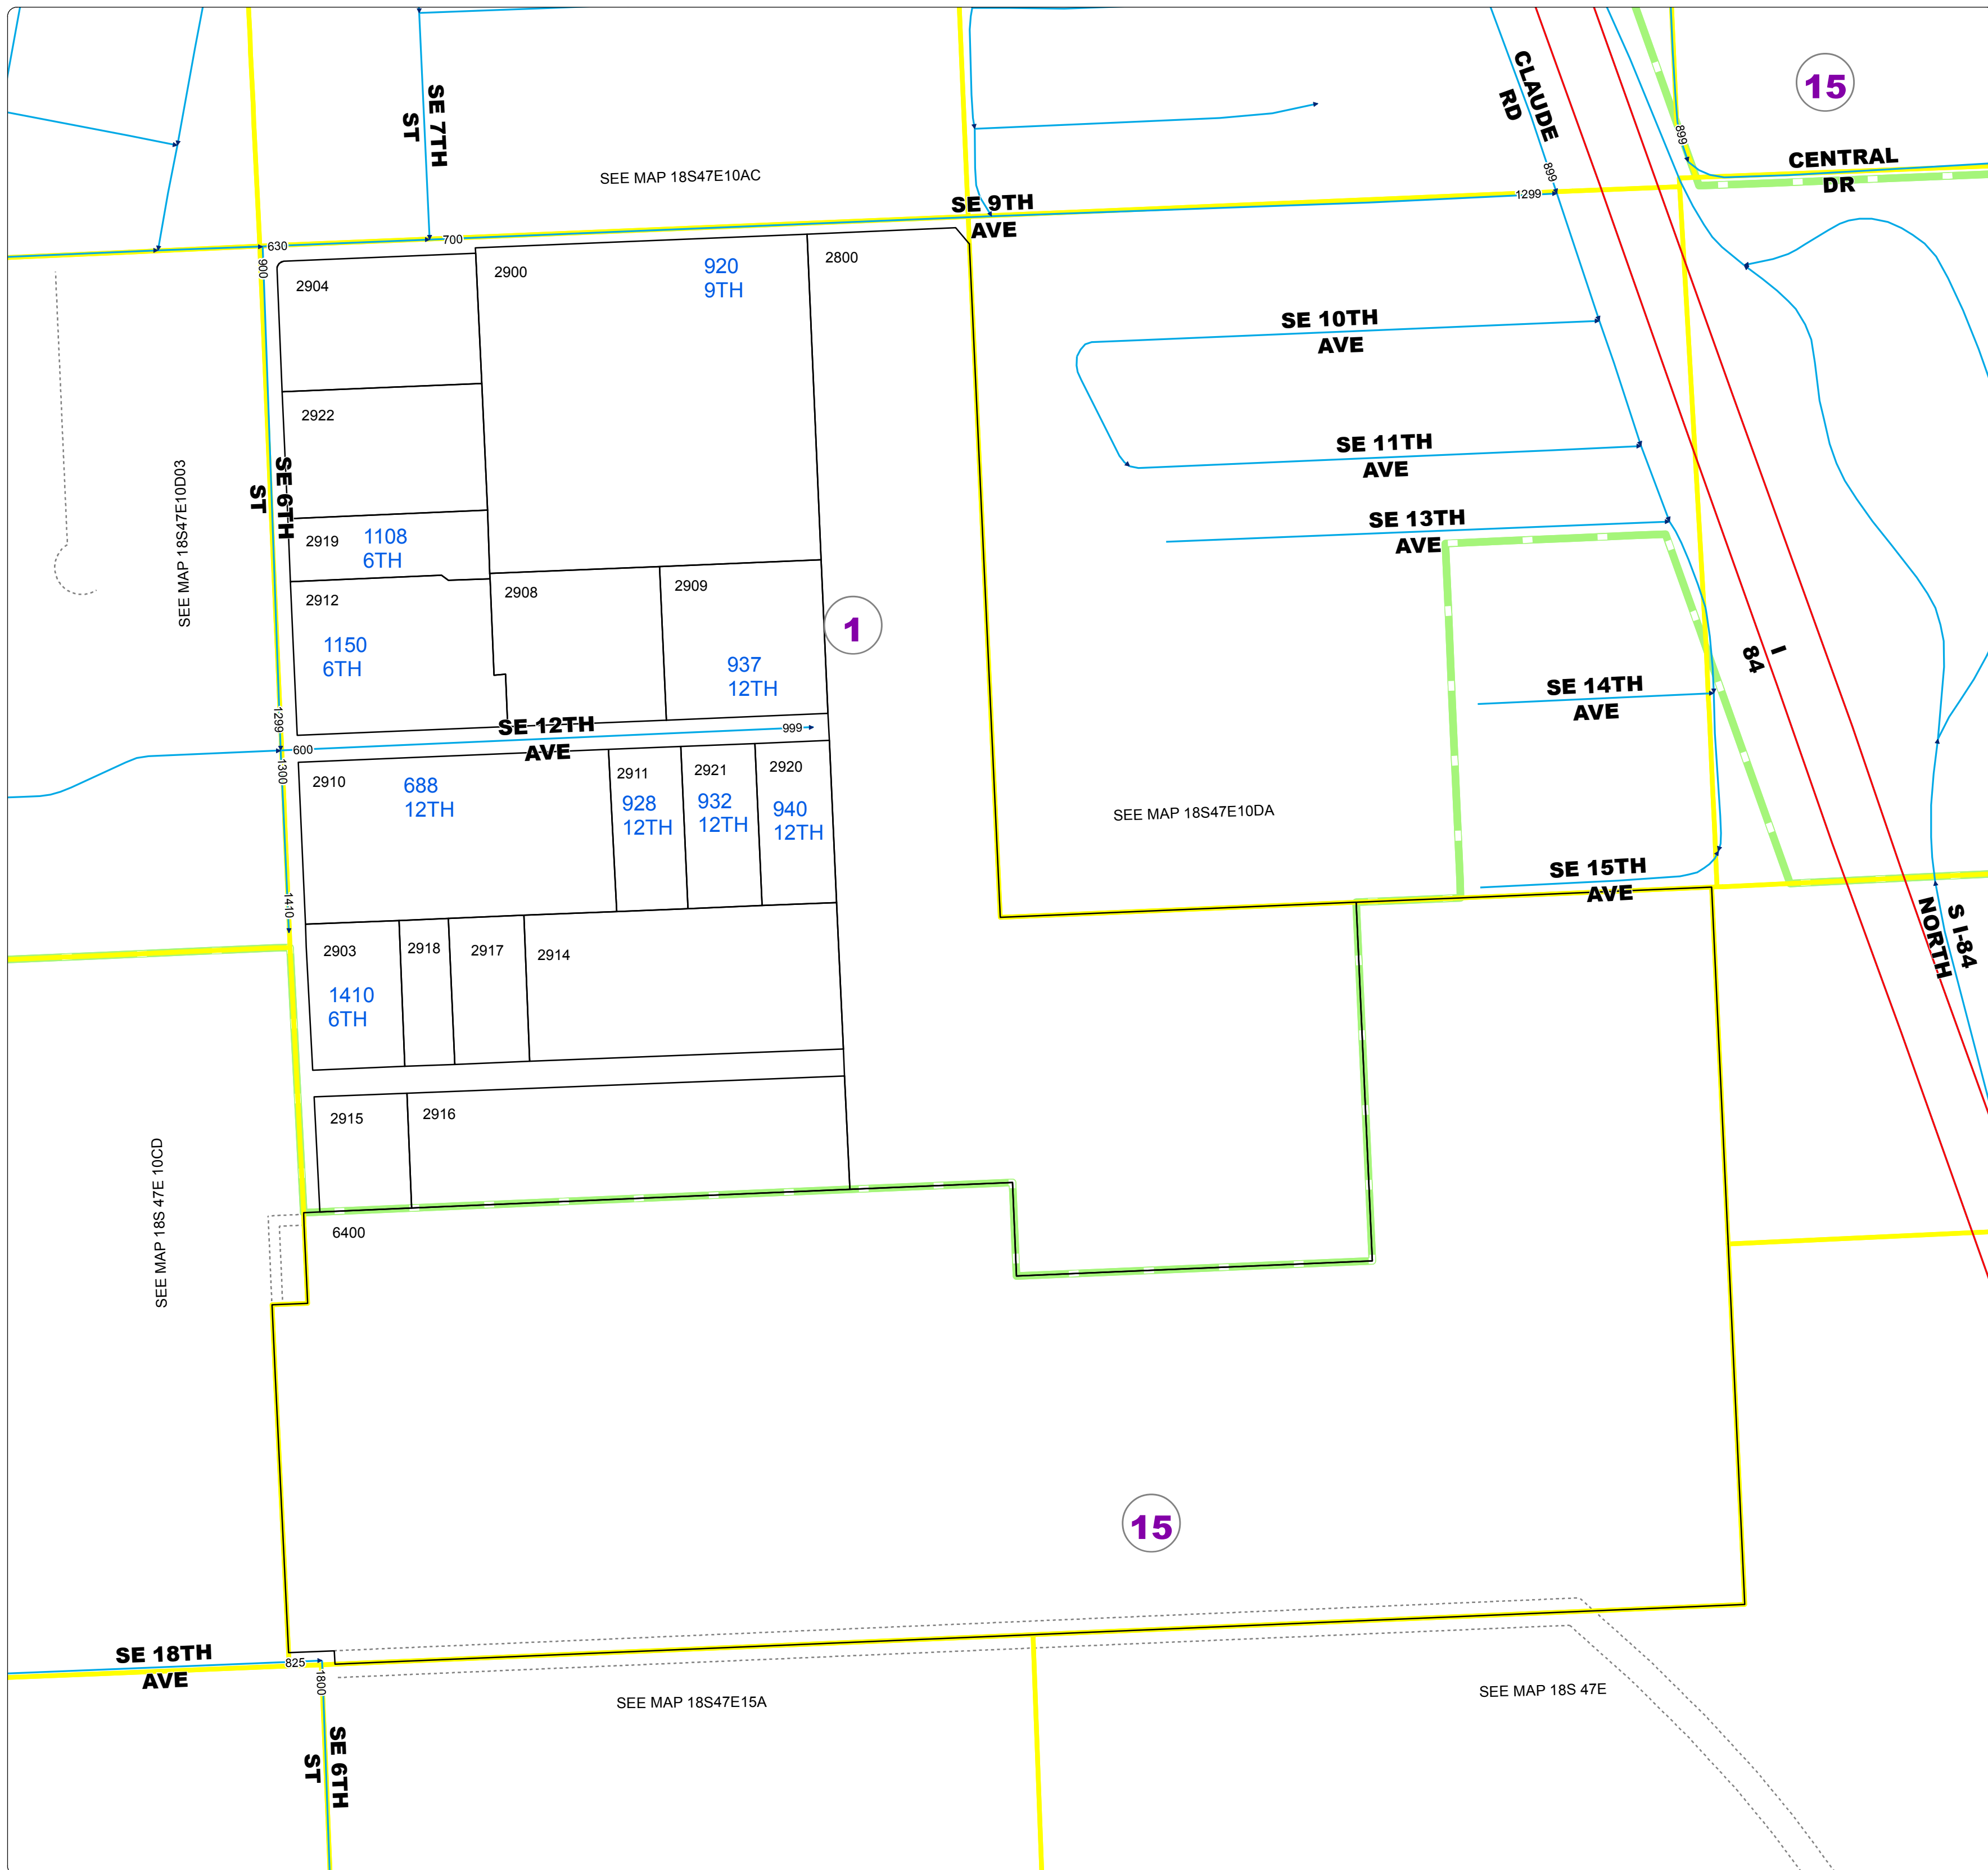 15
CLAUDE
RD
SE 7TH
ST
899
CENTRAL
DR
SEE MAP 18S47E10AC
899
1299
SE 9TH
AVE
630
700
900
2904
2900
920
9TH
2800
SE 10TH
AVE
2922
SE 11TH
AVE
SE 6TH
ST
SEE MAP 18S47E10D03
2919
1108
6TH
SE 13TH
AVE
2912
1150
6TH
2908
2909
937
12TH
1
I
84
SE 14TH
AVE
1299
600
SE 12TH
AVE
999
1300
2910
688
12TH
2911
928
12TH
2921
932
12TH
2920
940
12TH
SEE MAP 18S47E10DA
SE 15TH
AVE
1410
2903
1410
6TH
2918
2917
2914
S I-84
NORTH
2915
2916
SEE MAP 18S 47E 10CD
6400
15
SE 18TH
AVE
825
1800
SEE MAP 18S47E15A
SEE MAP 18S 47E
SE 6TH
ST